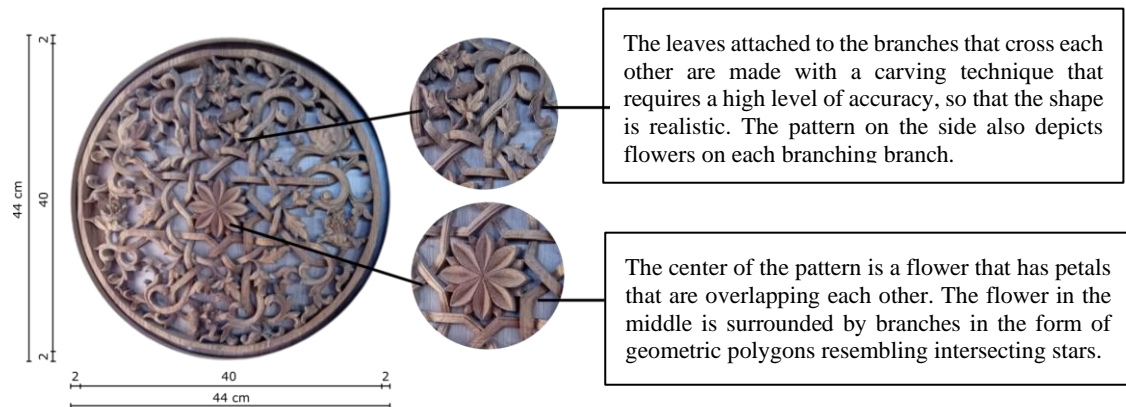 The leaves attached to the branches that cross each
other are made with a carving technique that
requires a high level of accuracy, so that the shape
is realistic. The pattern on the side also depicts
flowers on each branching branch.
The center of the pattern is a flower that has petals
that are overlapping each other. The flower in the
middle is surrounded by branches in the form of
geometric polygons resembling intersecting stars.
2
40
44 cm
2
2
40
2
44 cm